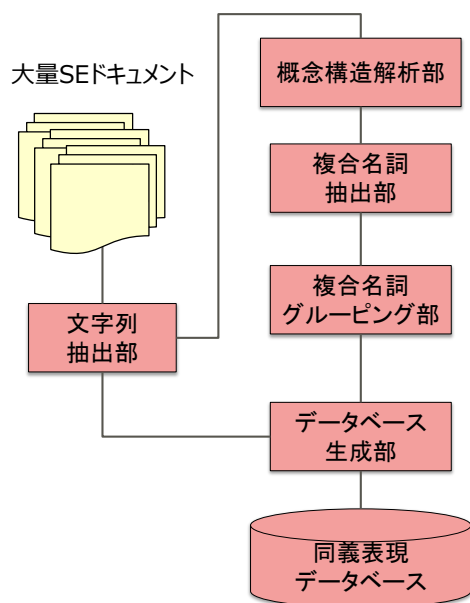 大量SEドキュメント
文字列
抽出部
概念構造解析部
複合名詞
抽出部
複合名詞
グルーピング部
データベース
生成部
同義表現
データベース